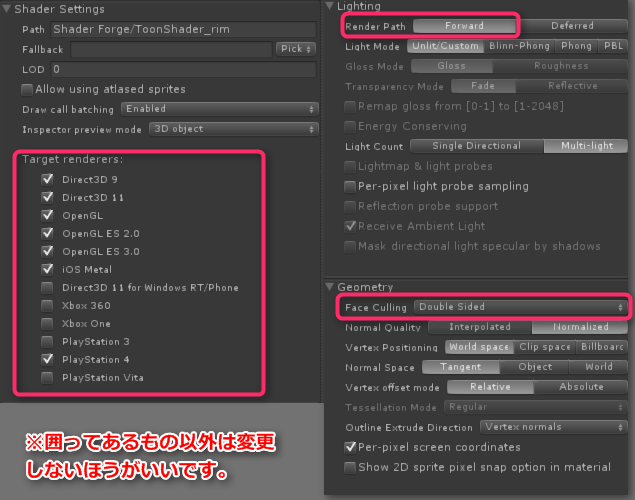 Shader Settings
Path Shader Forge/ToonShader_rim
Fallback Pick
LOD 0
Allow using atlased sprites
Draw call batching Enabled
Inspector preview mode 3D object
Target renderers:
Direct3D 9
Direct3D 11
OpenGL
OpenGL ES 2.0
OpenGL ES 3.0
iOS Metal
Direct3D 11 for Windows RT/Phone
Xbox 360
Xbox One
PlayStation 3
PlayStation 4
PlayStation Vita
※囲ってあるもの以外は変更
しないほうがいいです。
Lighting
Render Path Forward Deferred
Light Mode Unlit/Custom Blinn-Phong Phong PBL
Gloss Mode Gloss Roughness
Transparency Mode Fade Reflective
Remap gloss from [0-1] to [1-2048]
Energy Conserving
Light Count Single Directional Multi-light
Lightmap & light probes
Per-pixel light probe sampling
Reflection probe support
Receive Ambient Light
Mask directional light specular by shadows
Geometry
Face Culling Double Sided
Normal Quality Interpolated Normalized
Vertex Positioning World space Clip space Billboard
Normal Space Tangent Object World
Vertex offset mode Relative Absolute
Tessellation Mode Regular
Outline Extrude Direction Vertex normals
Per-pixel screen coordinates
Show 2D sprite pixel snap option in material